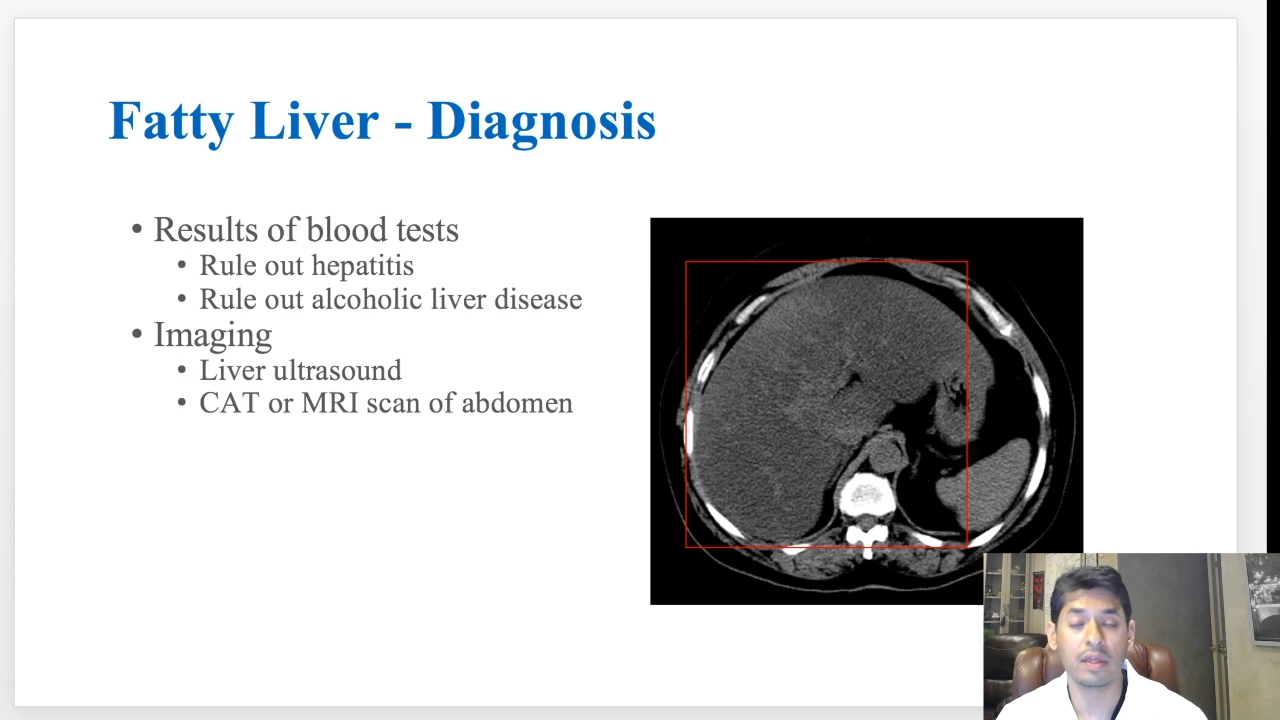 Fatty Liver - Diagnosis
• Results of blood tests
• Rule out hepatitis
• Rule out alcoholic liver disease
• Imaging
• Liver ultrasound
• CAT or MRI scan of abdomen